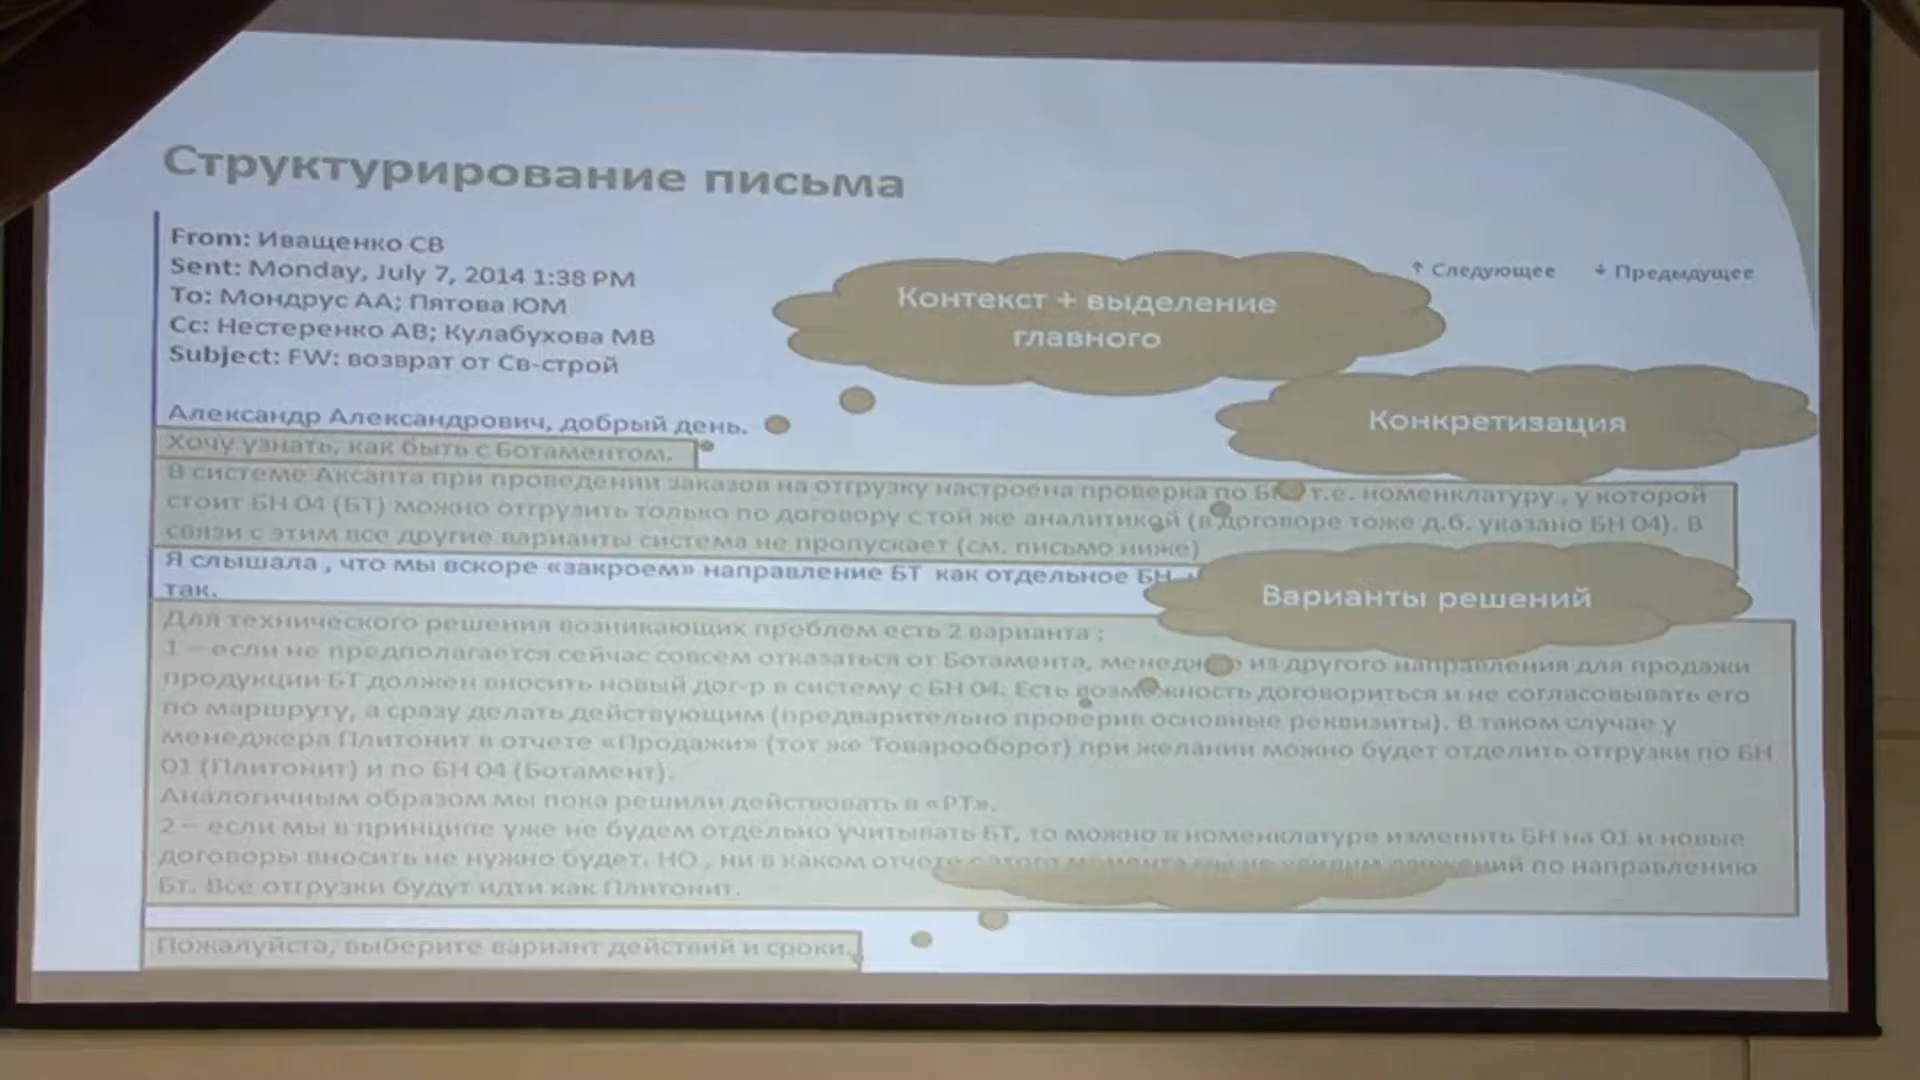 Структурирование письма
From: Иващенко СВ
Sent: Monday, July 7, 2014 1:38 PM
To: Мондрус АА; Пятова ЮМ
Cc: Нестеренко АВ; Кулабухова МВ
Subject: FW: возврат от Св-строй
Контекст + выделение
главного
↑ Следующее ↓ Предыдущее
Конкретизация
Александр Александрович, добрый день.
Хочу узнать, как быть с Ботаментом.
В системе Аксапта при проведении заказов на отгрузку настроена проверка по т.е. номенклатуру , у которой
стоит БН 04 (БТ) можно отгрузить только по договору с той же аналитикой (в договоре тоже д.б. указано БН 04). В
связи с этим все другие варианты система не пропускает (см. письмо ниже)
Я слышала , что мы вскоре «закроем» направление БТ как отдельное БН
так.
Варианты решений
Для технического решения возникающих проблем есть 2 варианта :
1 – если не предполагается сейчас совсем отказаться от Ботамента, из другого направления для продажи
продукции БТ должен вносить новый дог-р в систему с БН 04. Есть возможность договориться и не согласовывать его
по маршруту, а сразу делать действующим (предварительно проверив основные реквизиты). В таком случае у
менеджера Плитонит в отчете «Продажи» (тот же Товарооборот) при желании можно будет отделить отгрузки по БН
01 (Плитонит) и по БН 04 (Ботамент).
Аналогичным образом мы пока решили действовать в «РТ».
2 – если мы в принципе уже не будем отдельно учитывать БТ, то можно в номенклатуре изменить БН на 01 и новые
договоры вносить не нужно будет. НО , ни в каком отчете с этого момента мы не увидим движений по направлению
БТ. Все отгрузки будут идти как Плитонит.
Пожалуйста, выберите вариант действий и сроки.